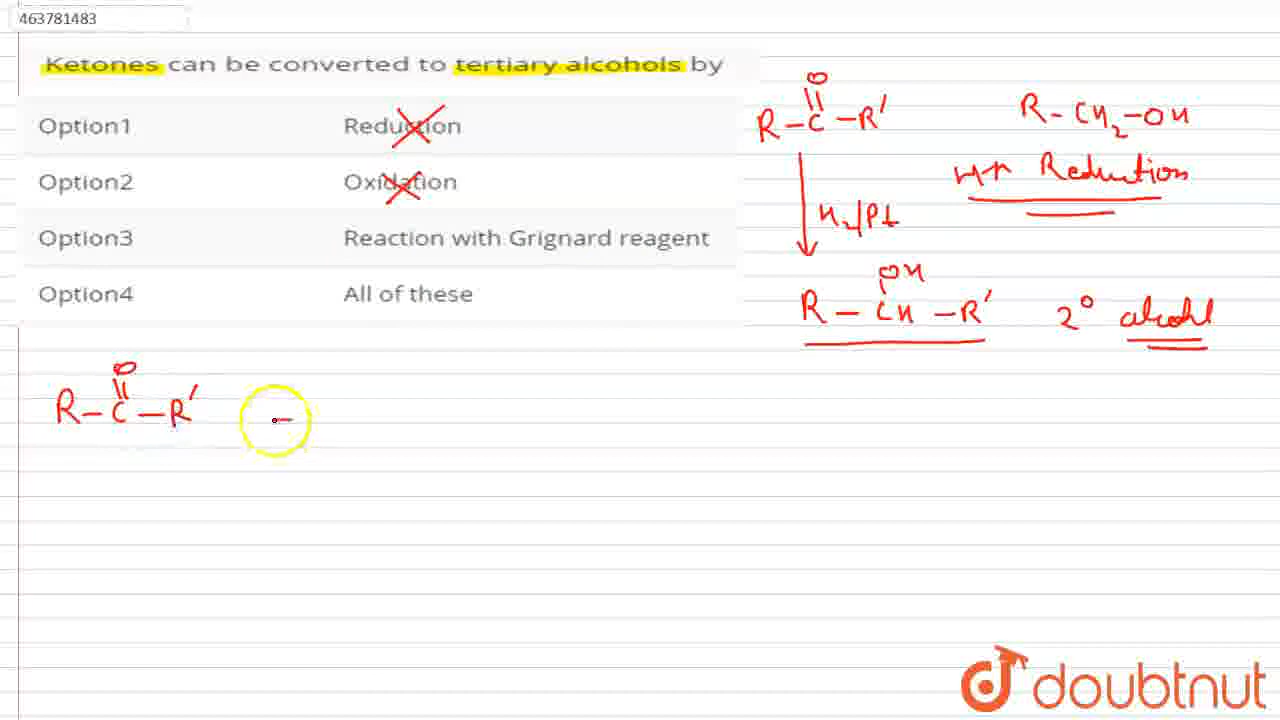 463781483
Ketones can be converted to tertiary alcohols by
Option1 Reduction
Option2 Oxidation
Option3 Reaction with Grignard reagent
Option4 All of these
O
R-C-R'
R-CH2-OH
Reduction
H2/Pt
OH
R-CH-R'
2° alcohol
O
R-C-R'
doubtnut